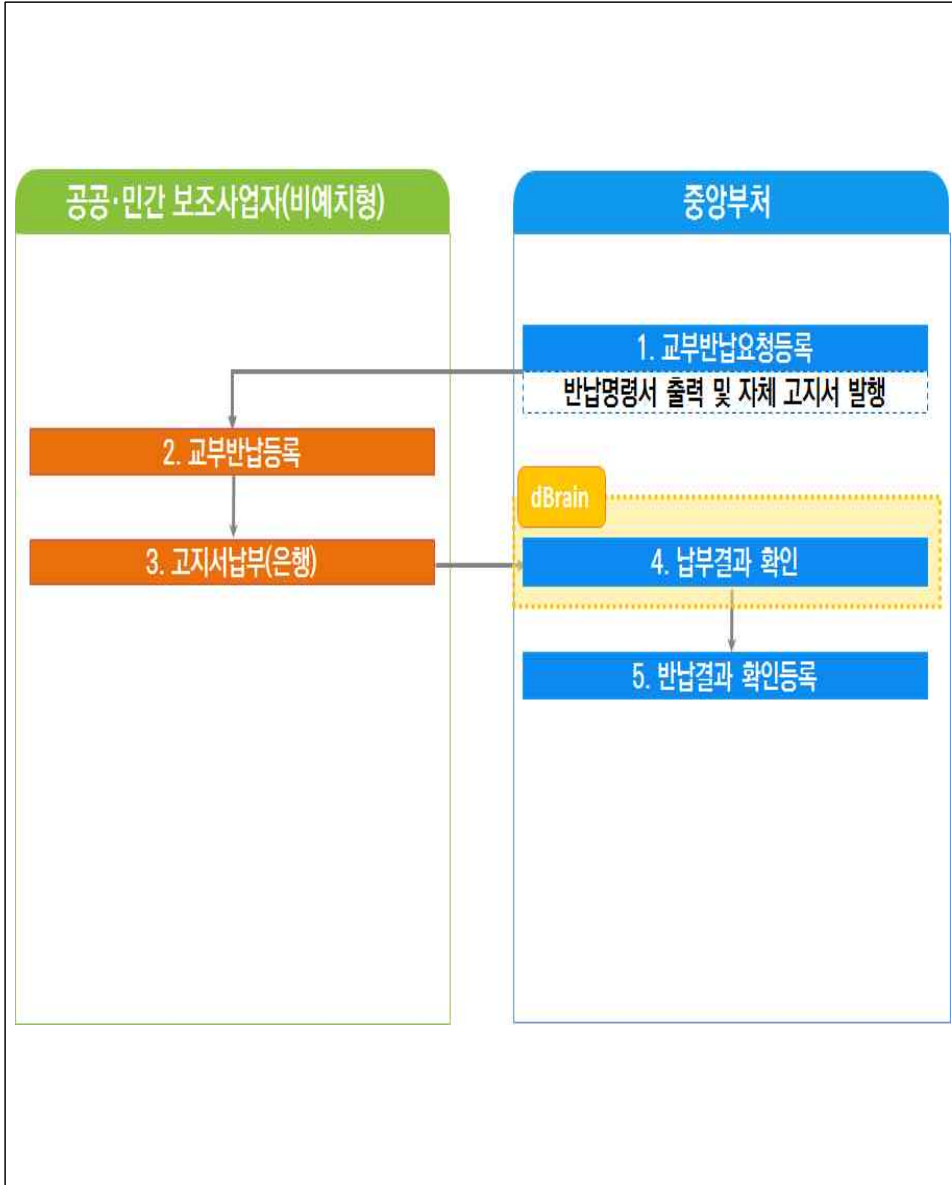 공공·민간 보조사업자(비예치형)
중앙부처
1. 교부반납요청등록
반납명령서 출력 및 자체 고지서 발행
2. 교부반납등록
3. 고지서납부(은행)
dBrain
4. 납부결과 확인
5. 반납결과 확인등록